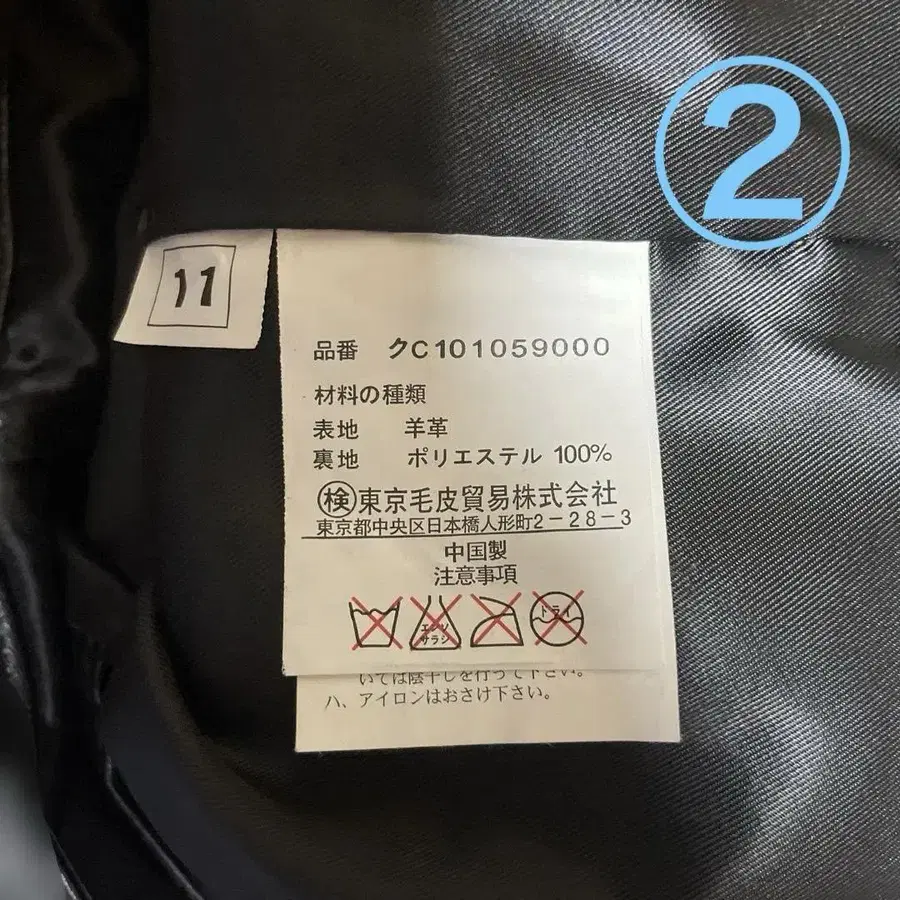 ②
11
品番 クC101059000
材料の種類
表地 羊革
裏地 ポリエステル 100%
検 東京毛皮貿易株式会社
東京都中央区日本橋人形町2-28-3
中国製
注意事項
エンソ
サラシ
ドライ
いては陰干しを行って下さい。
ハ、アイロンはおさけ下さい。